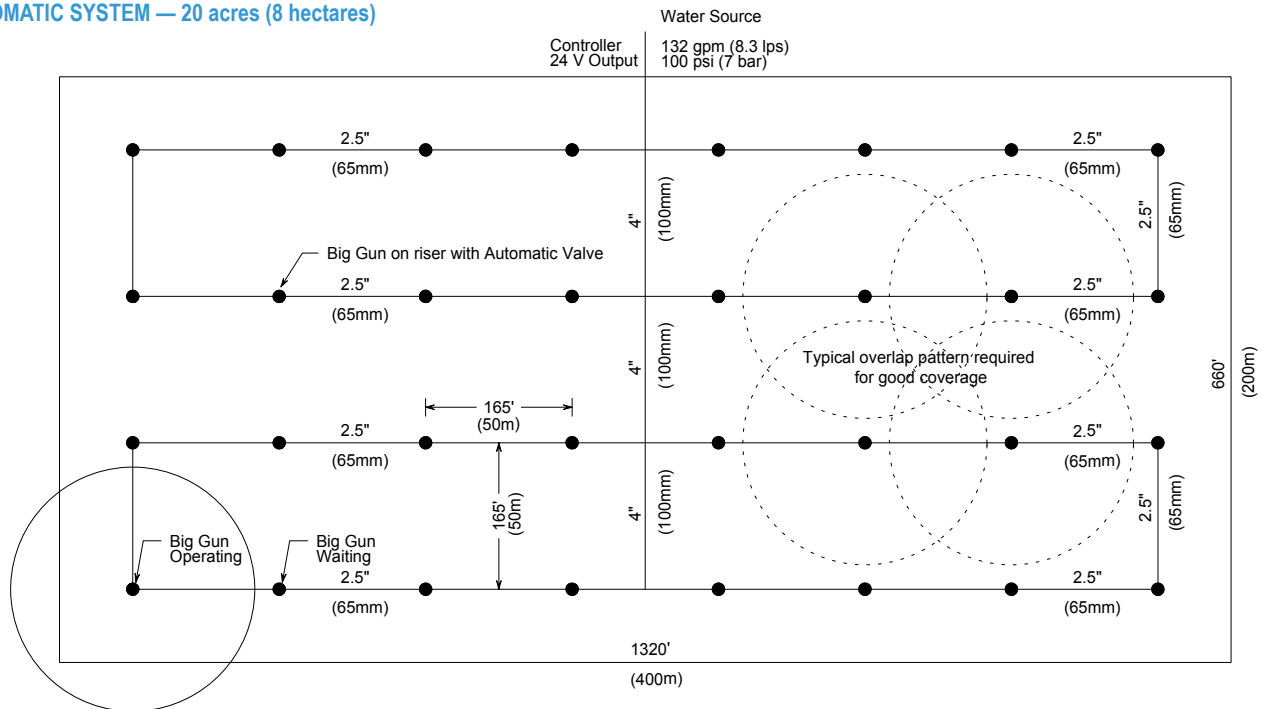 OMATIC SYSTEM — 20 acres (8 hectares)
Water Source
Controller
24 V Output
132 gpm (8.3 lps)
100 psi (7 bar)
2.5"
(65mm)
2.5"
(65mm)
4"
(100mm)
2.5"
(65mm)
Big Gun on riser with Automatic Valve
2.5"
(65mm)
2.5"
(65mm)
4"
(100mm)
Typical overlap pattern required
for good coverage
660'
(200m)
165'
(50m)
2.5"
(65mm)
2.5"
(65mm)
165'
(50m)
4"
(100mm)
2.5"
(65mm)
Big Gun
Operating
Big Gun
Waiting
2.5"
(65mm)
2.5"
(65mm)
1320'
(400m)